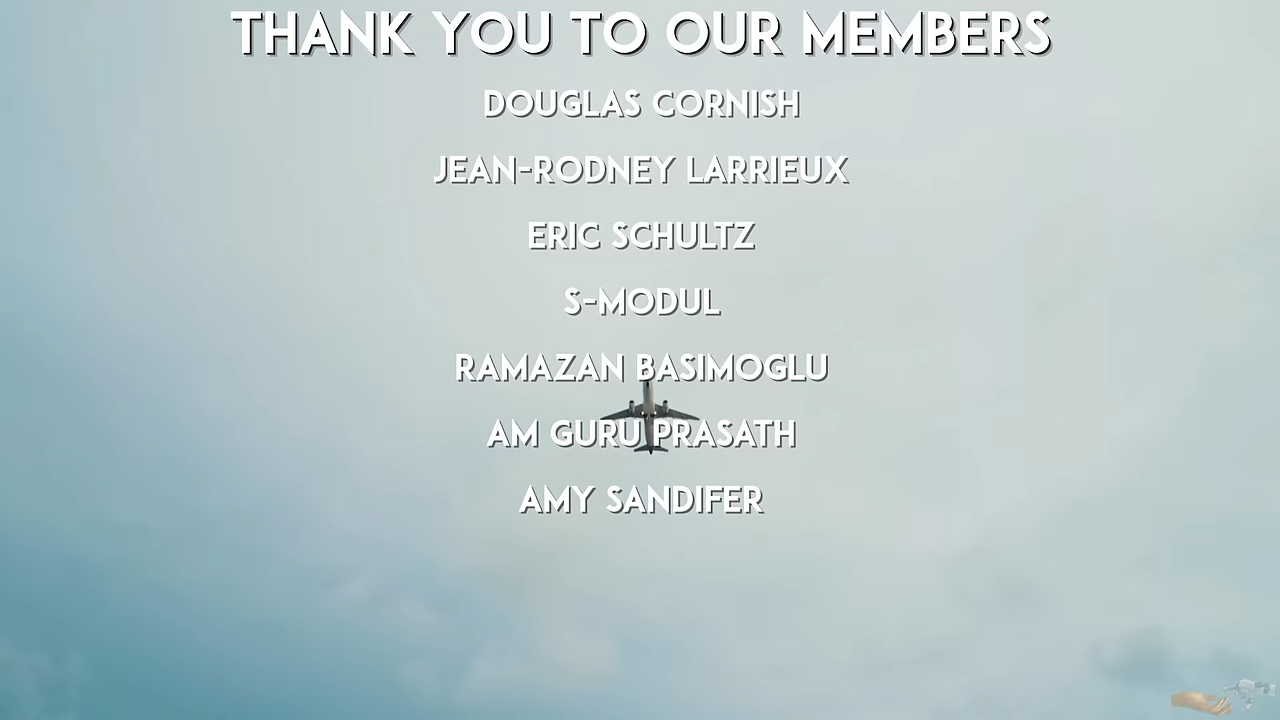 THANK YOU TO OUR MEMBERS
DOUGLAS CORNISH
JEAN-RODNEY LARRIEUX
ERIC SCHULTZ
S-MODUL
RAMAZAN BASIMOGLU
AM GURU PRASATH
AMY SANDIFER